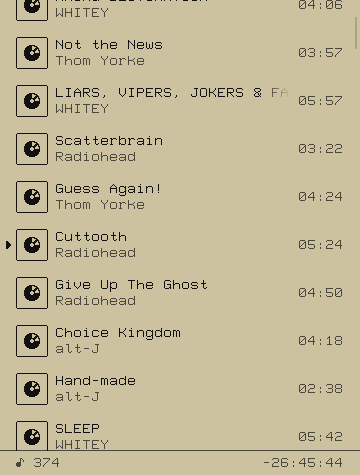 WHITEY
04:06
Not the News
Thom Yorke
03:57
LIARS, VIPERS, JOKERS & FA
WHITEY
05:57
Scatterbrain
Radiohead
03:22
Guess Again!
Thom Yorke
04:24
Cuttooth
Radiohead
05:24
Give Up The Ghost
Radiohead
04:50
Choice Kingdom
alt-J
04:18
Hand-made
alt-J
02:38
SLEEP
WHITEY
05:42
374
-26:45:44